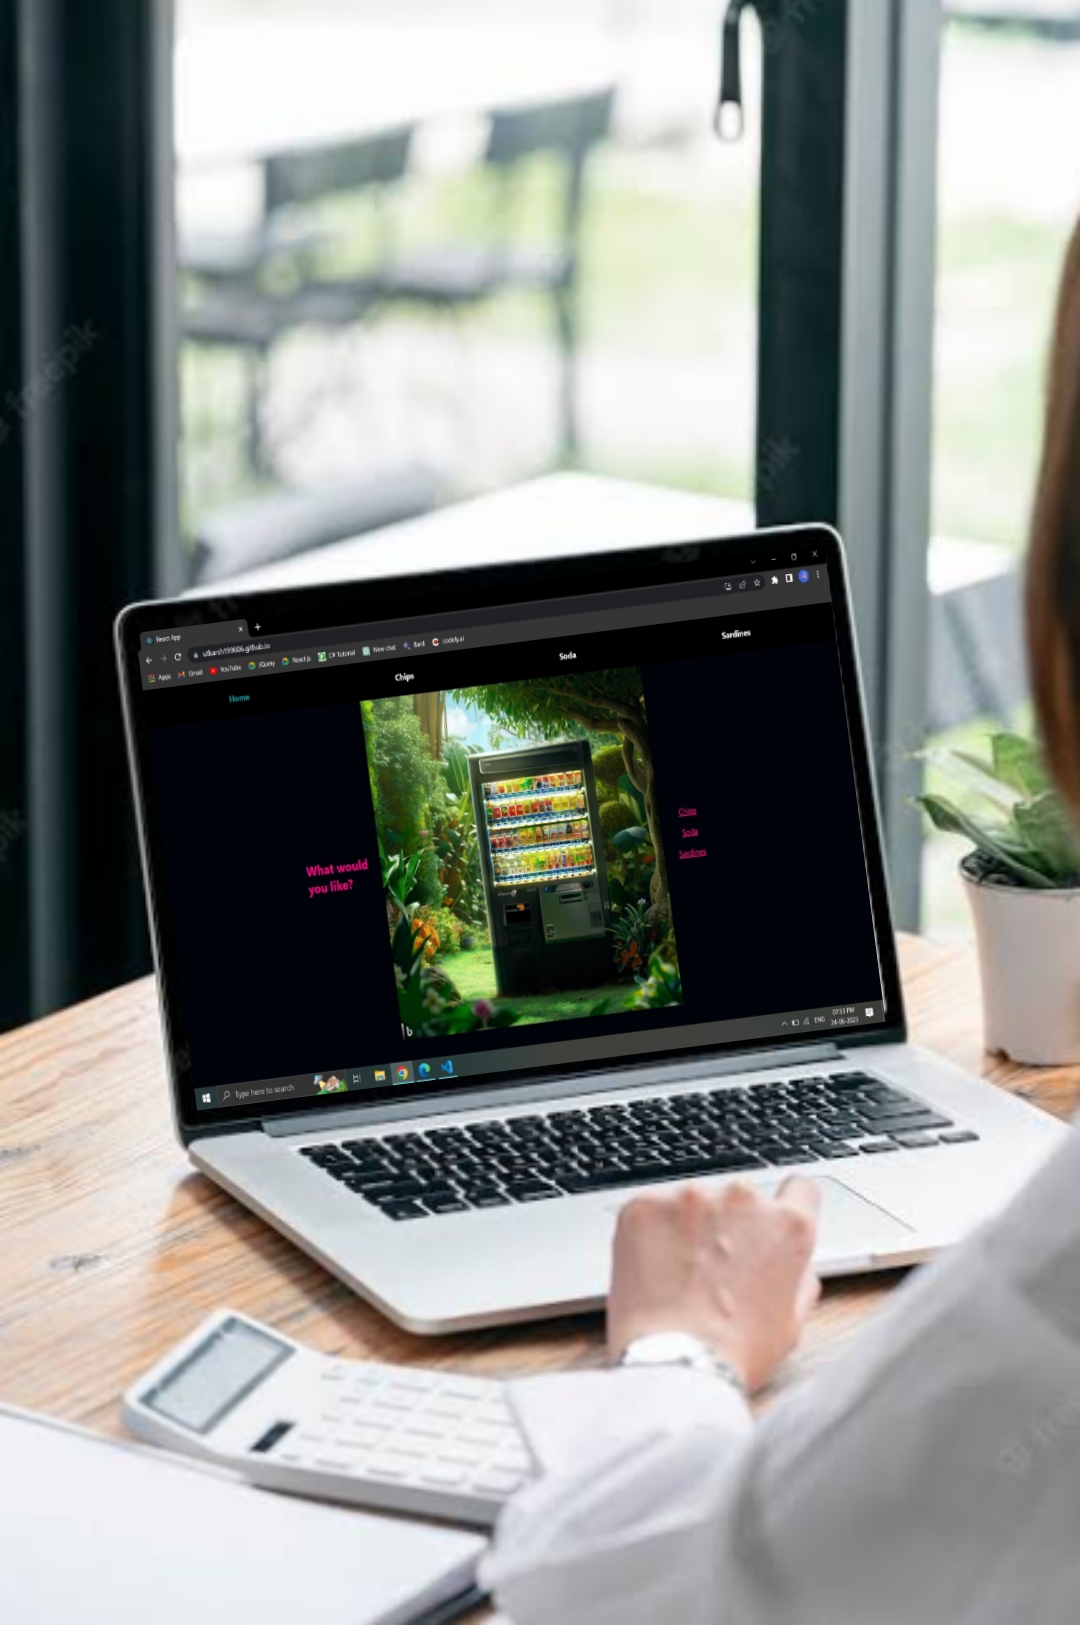 React App
utkarsh199606.github.io
Apps Gmail YouTube jQuery React js C# Tutorial New chat Bard codely.ai
Home Chips Soda Sardines
What would
you like?
Chips
Soda
Sardines
Type here to search
ENG
07:53 PM
24-06-2023
freepik